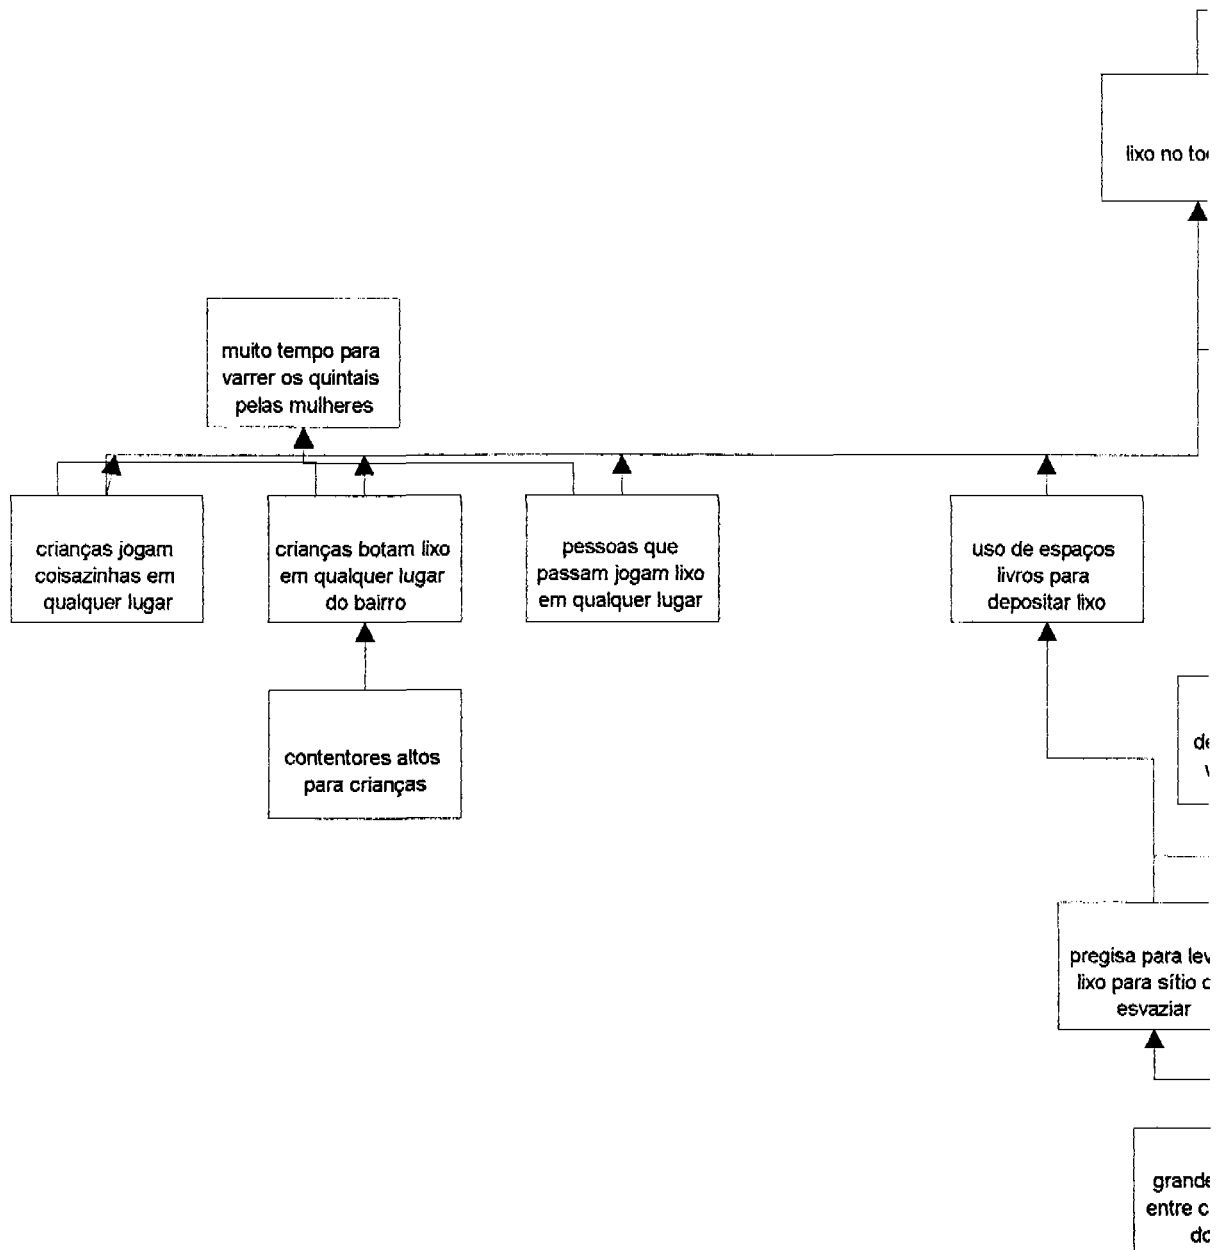 lixo no
muito tempo para
varrer os quintais
pelas mulheres
crianças jogam
coisazinhas em
qualquer lugar
crianças botam lixo
em qualquer lugar
do bairro
pessoas que
passam jogam lixo
em qualquer lugar
uso de espaços
livros para
depositar lixo
contentores altos
para crianças
pregisa para
lixo para sítio
esvaziar
grande
entre